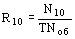 R₁₀ = N₁₀ / TNₒ₆